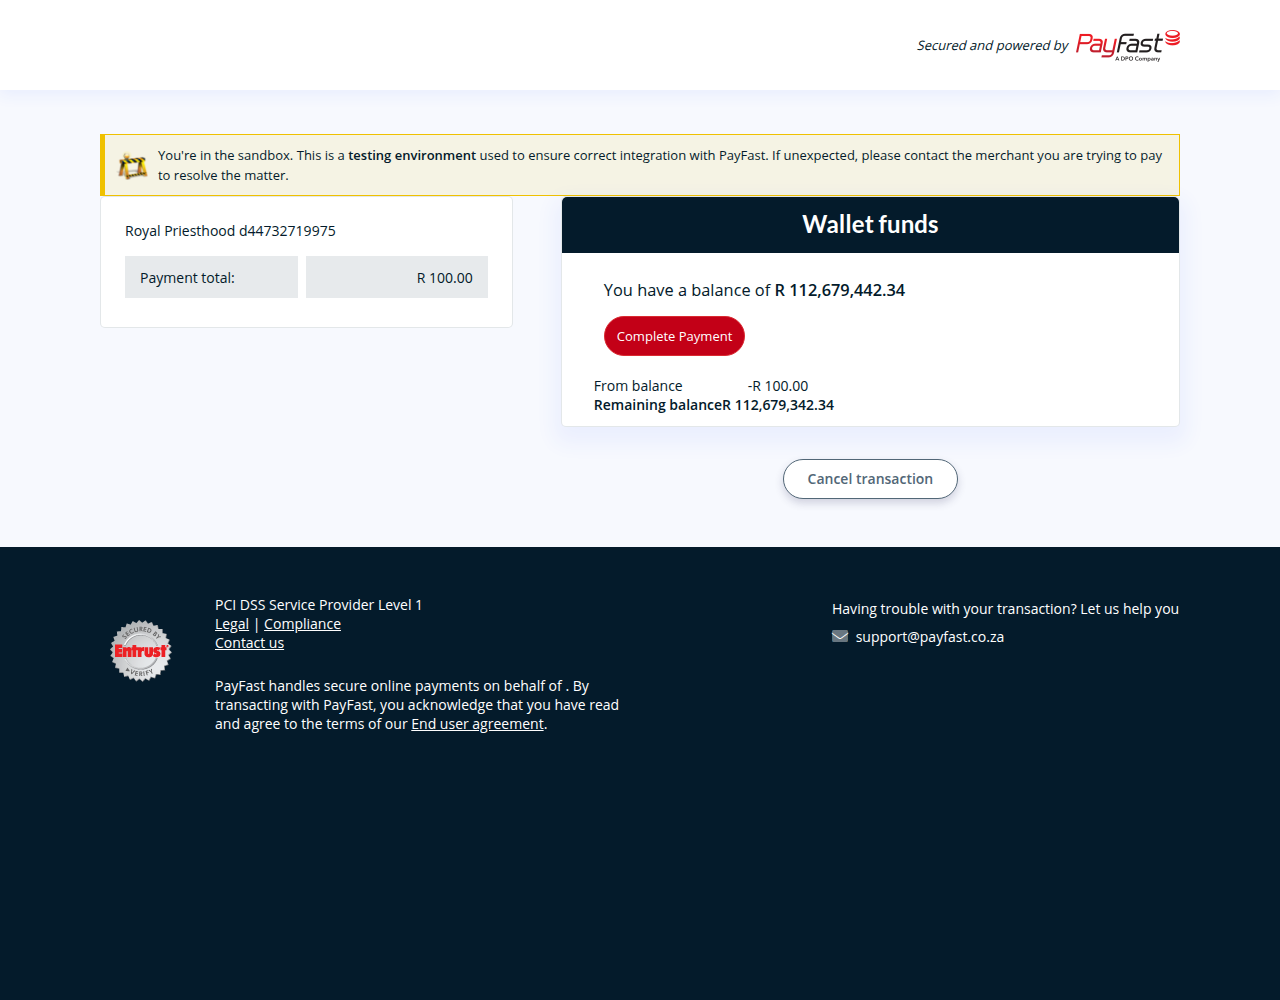 Secured and powered by PayFast
A DPO Company
You're in the sandbox. This is a testing environment used to ensure correct integration with PayFast. If unexpected, please contact the merchant you are trying to pay
to resolve the matter.
Royal Priesthood d44732719975
Payment total: R 100.00
Wallet funds
You have a balance of R 112,679,442.34
Complete Payment
From balance -R 100.00
Remaining balanceR 112,679,342.34
Cancel transaction
SECURED BY
Entrust
VERIFY
PCI DSS Service Provider Level 1
Legal | Compliance
Contact us
PayFast handles secure online payments on behalf of . By
transacting with PayFast, you acknowledge that you have read
and agree to the terms of our End user agreement.
Having trouble with your transaction? Let us help you
support@payfast.co.za